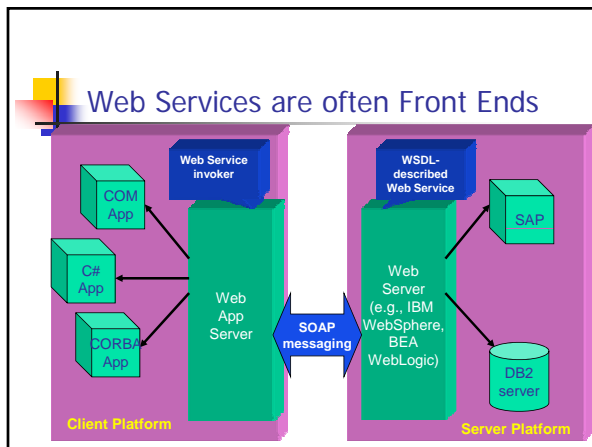 Web Services are often Front Ends
Web Service
invoker
COM
App
C#
App
CORBA
App
Web
App
Server
Client Platform
SOAP
messaging
WSDL-
described
Web Service
Web
Server
(e.g., IBM
WebSphere,
BEA
WebLogic)
SAP
DB2
server
Server Platform